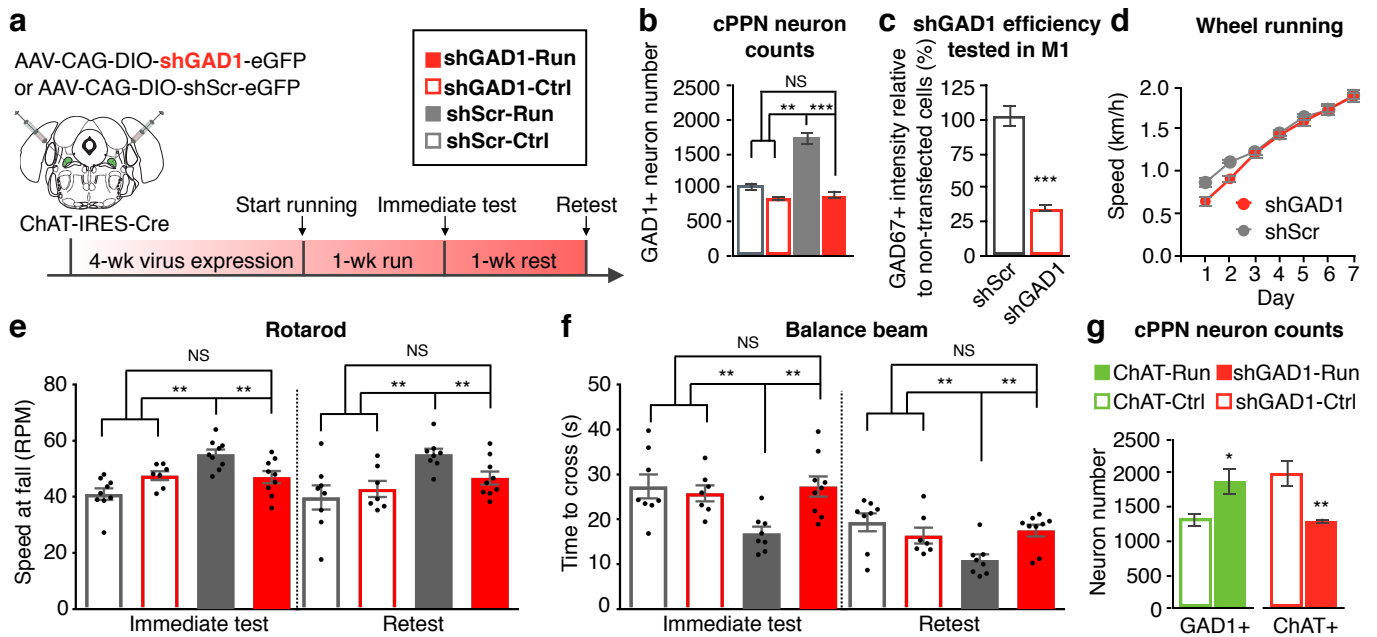 a
AAV-CAG-DIO-shGAD1-eGFP
or AAV-CAG-DIO-shScr-eGFP
ChAT-IRES-Cre
shGAD1-Run
shGAD1-Ctrl
shScr-Run
shScr-Ctrl
Start running
Immediate test
Retest
4-wk virus expression
1-wk run
1-wk rest
b
cPPN neuron
counts
GAD1+ neuron number
2500
2000
1500
1000
500
0
NS
** ***
c
shGAD1 efficiency
tested in M1
GAD67+ intensity relative
to non-transfected cells (%)
125
100
75
50
25
0
***
shScr
shGAD1
d
Wheel running
Speed (km/h)
2.0
1.5
1.0
0.5
0
shGAD1
shScr
1 2 3 4 5 6 7
Day
e
Rotarod
Speed at fall (RPM)
80
60
40
20
0
NS
** **
NS
** **
Immediate test
Retest
f
Balance beam
Time to cross (s)
50
40
30
20
10
0
NS
** **
NS
** **
Immediate test
Retest
g
cPPN neuron counts
ChAT-Run
shGAD1-Run
ChAT-Ctrl
shGAD1-Ctrl
Neuron number
2500
2000
1500
1000
500
0
*
**
GAD1+
ChAT+